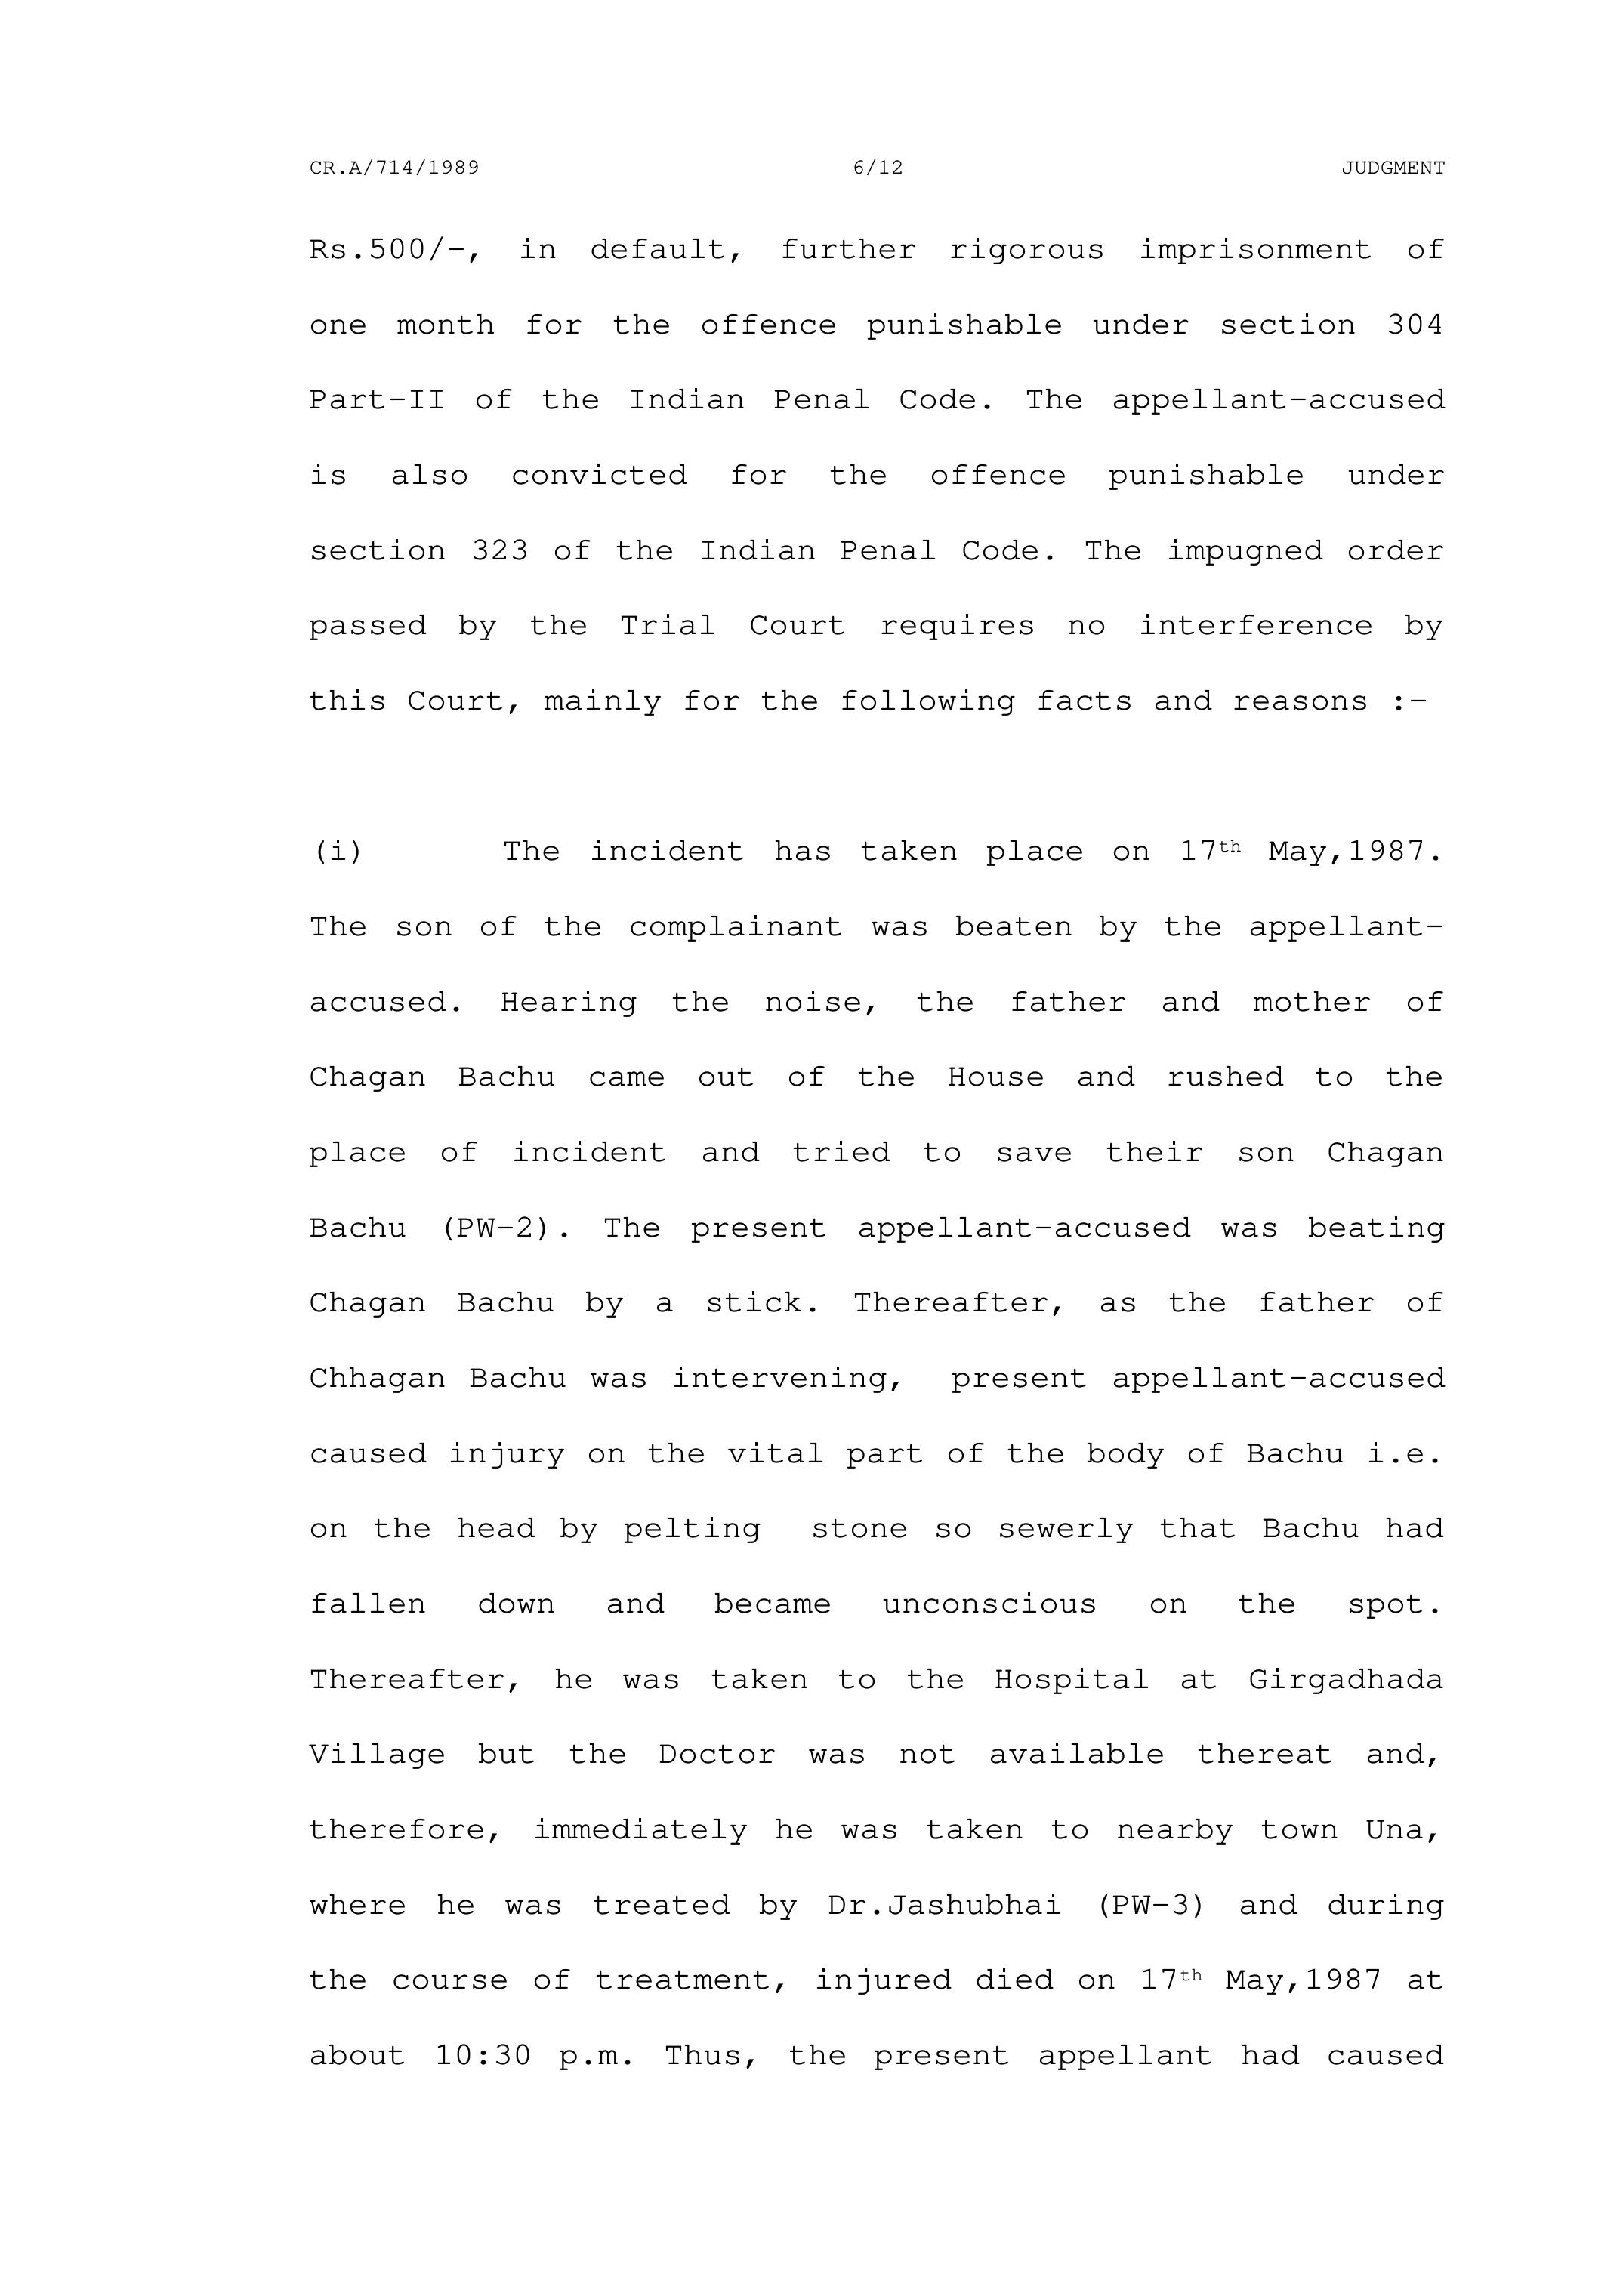 CR.A/714/1989 6/12 JUDGMENT
Rs.500/-, in default, further rigorous imprisonment of
one month for the offence punishable under section 304
Part-II of the Indian Penal Code. The appellant-accused
is also convicted for the offence punishable under
section 323 of the Indian Penal Code. The impugned order
passed by the Trial Court requires no interference by
this Court, mainly for the following facts and reasons :-
(i) The incident has taken place on 17th May,1987.
The son of the complainant was beaten by the appellant-
accused. Hearing the noise, the father and mother of
Chagan Bachu came out of the House and rushed to the
place of incident and tried to save their son Chagan
Bachu (PW-2). The present appellant-accused was beating
Chagan Bachu by a stick. Thereafter, as the father of
Chhagan Bachu was intervening, present appellant-accused
caused injury on the vital part of the body of Bachu i.e.
on the head by pelting stone so sewerly that Bachu had
fallen down and became unconscious on the spot.
Thereafter, he was taken to the Hospital at Girgadhada
Village but the Doctor was not available thereat and,
therefore, immediately he was taken to nearby town Una,
where he was treated by Dr.Jashubhai (PW-3) and during
the course of treatment, injured died on 17th May,1987 at
about 10:30 p.m. Thus, the present appellant had caused